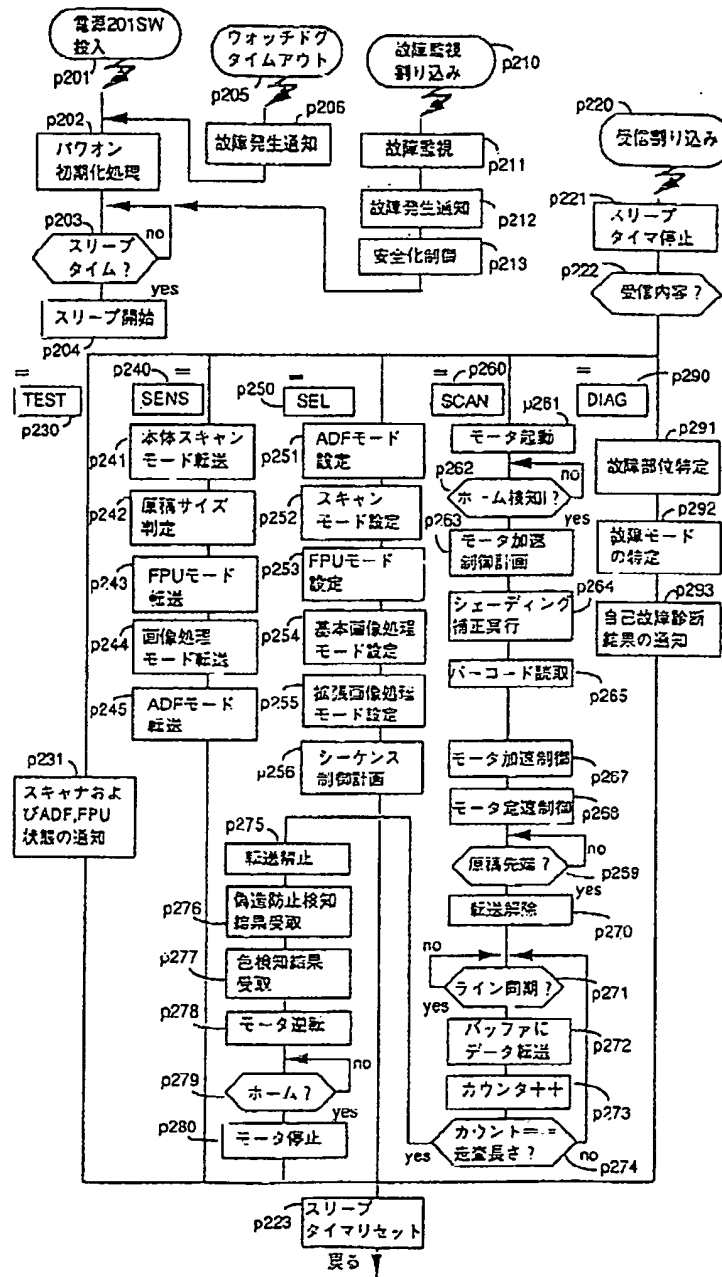 電源201SW
投入
p201
ウォッチドグ
タイムアウト
p205
故障監視
割り込み
p210
p202
パワオン
初期化処理
p206
故障発生通知
故障監視
p211
故障発生通知
p212
安全化制御
p213
p220
受信割り込み
p221
スリープ
タイマ停止
p222
受信内容？
p203
スリープ
タイム？
no
yes
スリープ開始
p204
=
TEST
p230
p240
=
SENS
=
p250
SEL
=
p260
SCAN
=
p290
DIAG
p241
本体スキャン
モード転送
p242
原稿サイズ
判定
p243
FPUモード
転送
p244
画像処理
モード転送
p245
ADFモード
転送
p251
ADFモード
設定
p252
スキャン
モード設定
p253
FPUモード
設定
p254
基本画像処理
モード設定
p255
拡張画像処理
モード設定
p256
シーケンス
制御計画
p261
モータ起動
p262
no
ホーム検知？
yes
p263
モータ加速
制御計画
p264
シェーディング
補正実行
バーコード読取
p265
モータ加速制御
p267
モータ定速制御
p268
no
原稿先端？
p269
yes
転送解除
p270
no
ライン同期？
p271
yes
バッファに
データ転送
p272
カウンタ++
p273
カウント==
走査長さ？
yes
no
p274
p291
故障部位特定
p292
故障モード
の特定
p293
自己故障診断
結果の通知
p231
スキャナおよ
びADF,FPU
状態の通知
p275
転送禁止
p276
偽造防止検知
結果受取
p277
色検知結果
受取
p278
モータ逆転
no
p279
ホーム？
yes
p280
モータ停止
p223
スリープ
タイマリセット
戻る